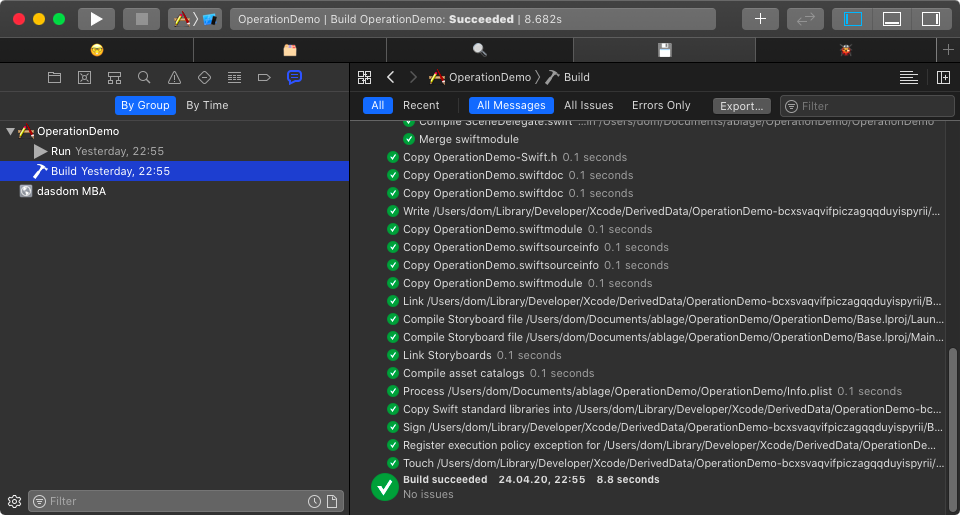 OperationDemo | Build OperationDemo: Succeeded | 8.682s
OperationDemo
Build
By Group
By Time
All
Recent
All Messages
All Issues
Errors Only
Export...
Filter
OperationDemo
Run Yesterday, 22:55
Build Yesterday, 22:55
dasdom MBA
Compile SceneDelegate.swift ...in /Users/dom/Documents/ablage/OperationDemo/OperationDemo
Merge swiftmodule
Copy OperationDemo-Swift.h 0.1 seconds
Copy OperationDemo.swiftdoc 0.1 seconds
Copy OperationDemo.swiftdoc 0.1 seconds
Write /Users/dom/Library/Developer/Xcode/DerivedData/OperationDemo-bcxsvaqvifpiczagqqduyispyrii/...
Copy OperationDemo.swiftmodule 0.1 seconds
Copy OperationDemo.swiftsourceinfo 0.1 seconds
Copy OperationDemo.swiftsourceinfo 0.1 seconds
Copy OperationDemo.swiftmodule 0.1 seconds
Link /Users/dom/Library/Developer/Xcode/DerivedData/OperationDemo-bcxsvaqvifpiczagqqduyispyrii/B...
Compile Storyboard file /Users/dom/Documents/ablage/OperationDemo/OperationDemo/Base.lproj/Laun...
Compile Storyboard file /Users/dom/Documents/ablage/OperationDemo/OperationDemo/Base.lproj/Main...
Link Storyboards 0.1 seconds
Compile asset catalogs 0.1 seconds
Process /Users/dom/Documents/ablage/OperationDemo/OperationDemo/Info.plist 0.1 seconds
Copy Swift standard libraries into /Users/dom/Library/Developer/Xcode/DerivedData/OperationDemo-bc...
Sign /Users/dom/Library/Developer/Xcode/DerivedData/OperationDemo-bcxsvaqvifpiczagqqduyispyrii/B...
Register execution policy exception for /Users/dom/Library/Developer/Xcode/DerivedData/OperationDe...
Touch /Users/dom/Library/Developer/Xcode/DerivedData/OperationDemo-bcxsvaqvifpiczagqqduyispyrii/...
Build succeeded 24.04.20, 22:55 8.8 seconds
No issues
Filter